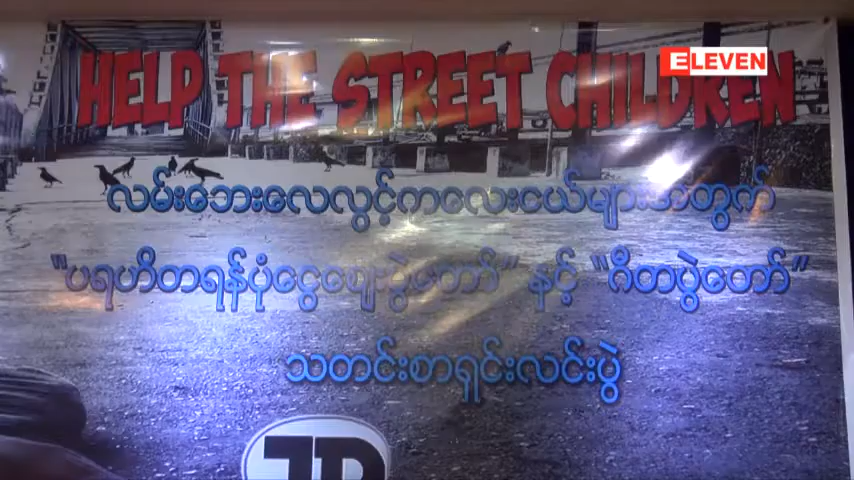 HELP THE STREET CHILDREN
ELEVEN
လမ်းဘေးလေလွင့်ကလေးငယ်များအတွက်
"ပရဟိတရန်ပုံငွေဈေးပွဲတော်" နှင့် "ဂီတပွဲတော်"
သတင်းစာရှင်းလင်းပွဲ